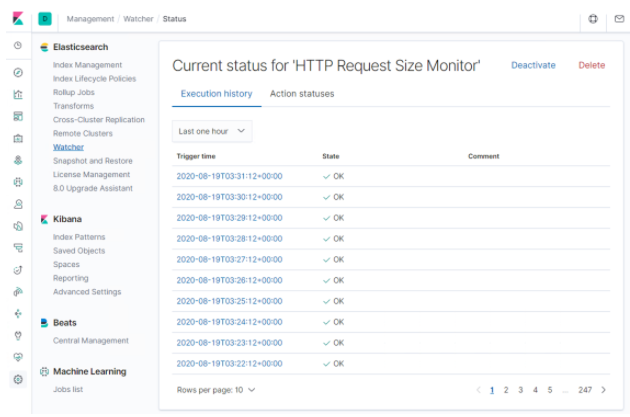 D Management / Watcher / Status
Elasticsearch
Index Management
Index Lifecycle Policies
Rollup Jobs
Transforms
Cross-Cluster Replication
Remote Clusters
Watcher
Snapshot and Restore
License Management
8.0 Upgrade Assistant
Kibana
Index Patterns
Saved Objects
Spaces
Reporting
Advanced Settings
Beats
Central Management
Machine Learning
Jobs list
Current status for 'HTTP Request Size Monitor' Deactivate Delete
Execution history Action statuses
Last one hour
Trigger time State Comment
2020-08-19T03:31:12+00:00 OK
2020-08-19T03:30:12+00:00 OK
2020-08-19T03:29:12+00:00 OK
2020-08-19T03:28:12+00:00 OK
2020-08-19T03:27:12+00:00 OK
2020-08-19T03:26:12+00:00 OK
2020-08-19T03:25:12+00:00 OK
2020-08-19T03:24:12+00:00 OK
2020-08-19T03:23:12+00:00 OK
2020-08-19T03:22:12+00:00 OK
Rows per page: 10 < 1 2 3 4 5 ... 247 >